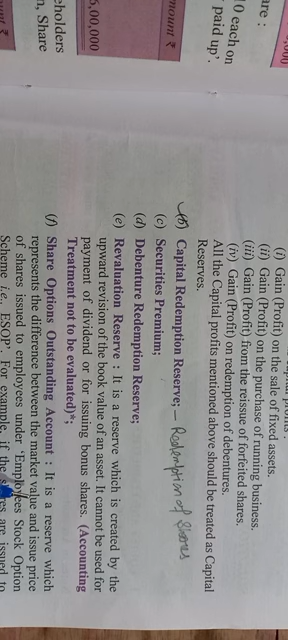 are :
10 each on
paid up'.
mount ₹
5,00,000
eholders
n, Share
(i) Gain (Profit) on the sale of fixed assets.
(ii) Gain (Profit) on the purchase of running business.
(iii) Gain (Profit) from the reissue of forfeited shares.
(iv) Gain (Profit) on redemption of debentures.
All the Capital profits mentioned above should be treated as Capital
Reserves.
(b) Capital Redemption Reserve; – Redemption of Shares
(c) Securities Premium;
(d) Debenture Redemption Reserve;
(e) Revaluation Reserve : It is a reserve which is created by the
upward revision of the book value of an asset. It cannot be used for
payment of dividend or for issuing bonus shares. (Accounting
Treatment not to be evaluated)*;
(f) Share Options Outstanding Account : It is a reserve which
represents the difference between the market value and issue price
of shares issued to employees under 'Employees Stock Option
Scheme i.e., ESOP'. For example, if the are issued to